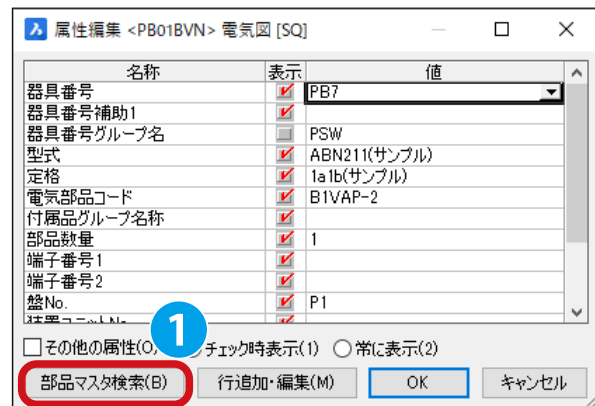 属性編集 <PB01BVN> 電気図 [SQ]
名称 表示 値
器具番号 PB7
器具番号補助1
器具番号グループ名 PSW
型式 ABN211(サンプル)
定格 1a1b(サンプル)
電気部品コード B1VAP-2
付属品グループ名称
部品数量 1
端子番号1
端子番号2
盤No. P1
1
その他の属性(O) チェック時表示(1) 常に表示(2)
部品マスタ検索(B) 行追加・編集(M) OK キャンセル